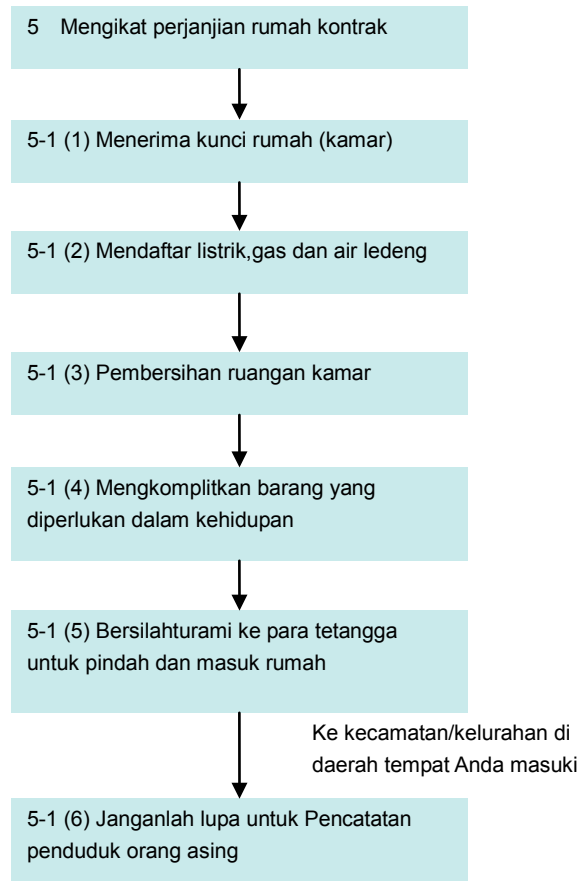 5 Mengikat perjanjian rumah kontrak
5-1 (1) Menerima kunci rumah (kamar)
5-1 (2) Mendaftar listrik,gas dan air ledeng
5-1 (3) Pembersihan ruangan kamar
5-1 (4) Mengkomplitkan barang yang
diperlukan dalam kehidupan
5-1 (5) Bersilahturami ke para tetangga
untuk pindah dan masuk rumah
Ke kecamatan/kelurahan di
daerah tempat Anda masuki
5-1 (6) Janganlah lupa untuk Pencatatan
penduduk orang asing